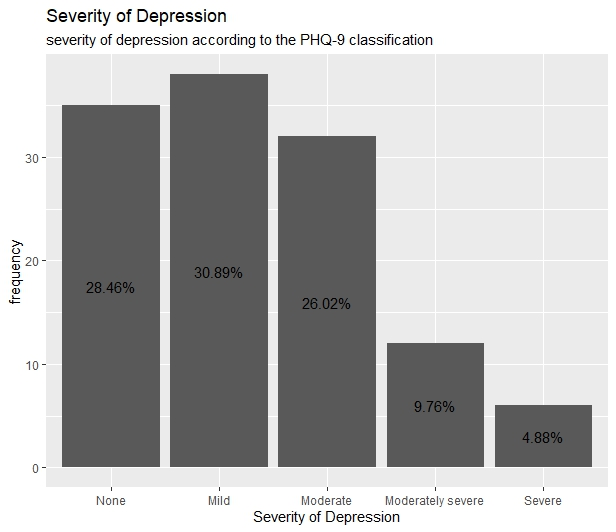 Severity of Depression
severity of depression according to the PHQ-9 classification
frequency
30
20
10
0
28.46%
30.89%
26.02%
9.76%
4.88%
None
Mild
Moderate
Moderately severe
Severe
Severity of Depression